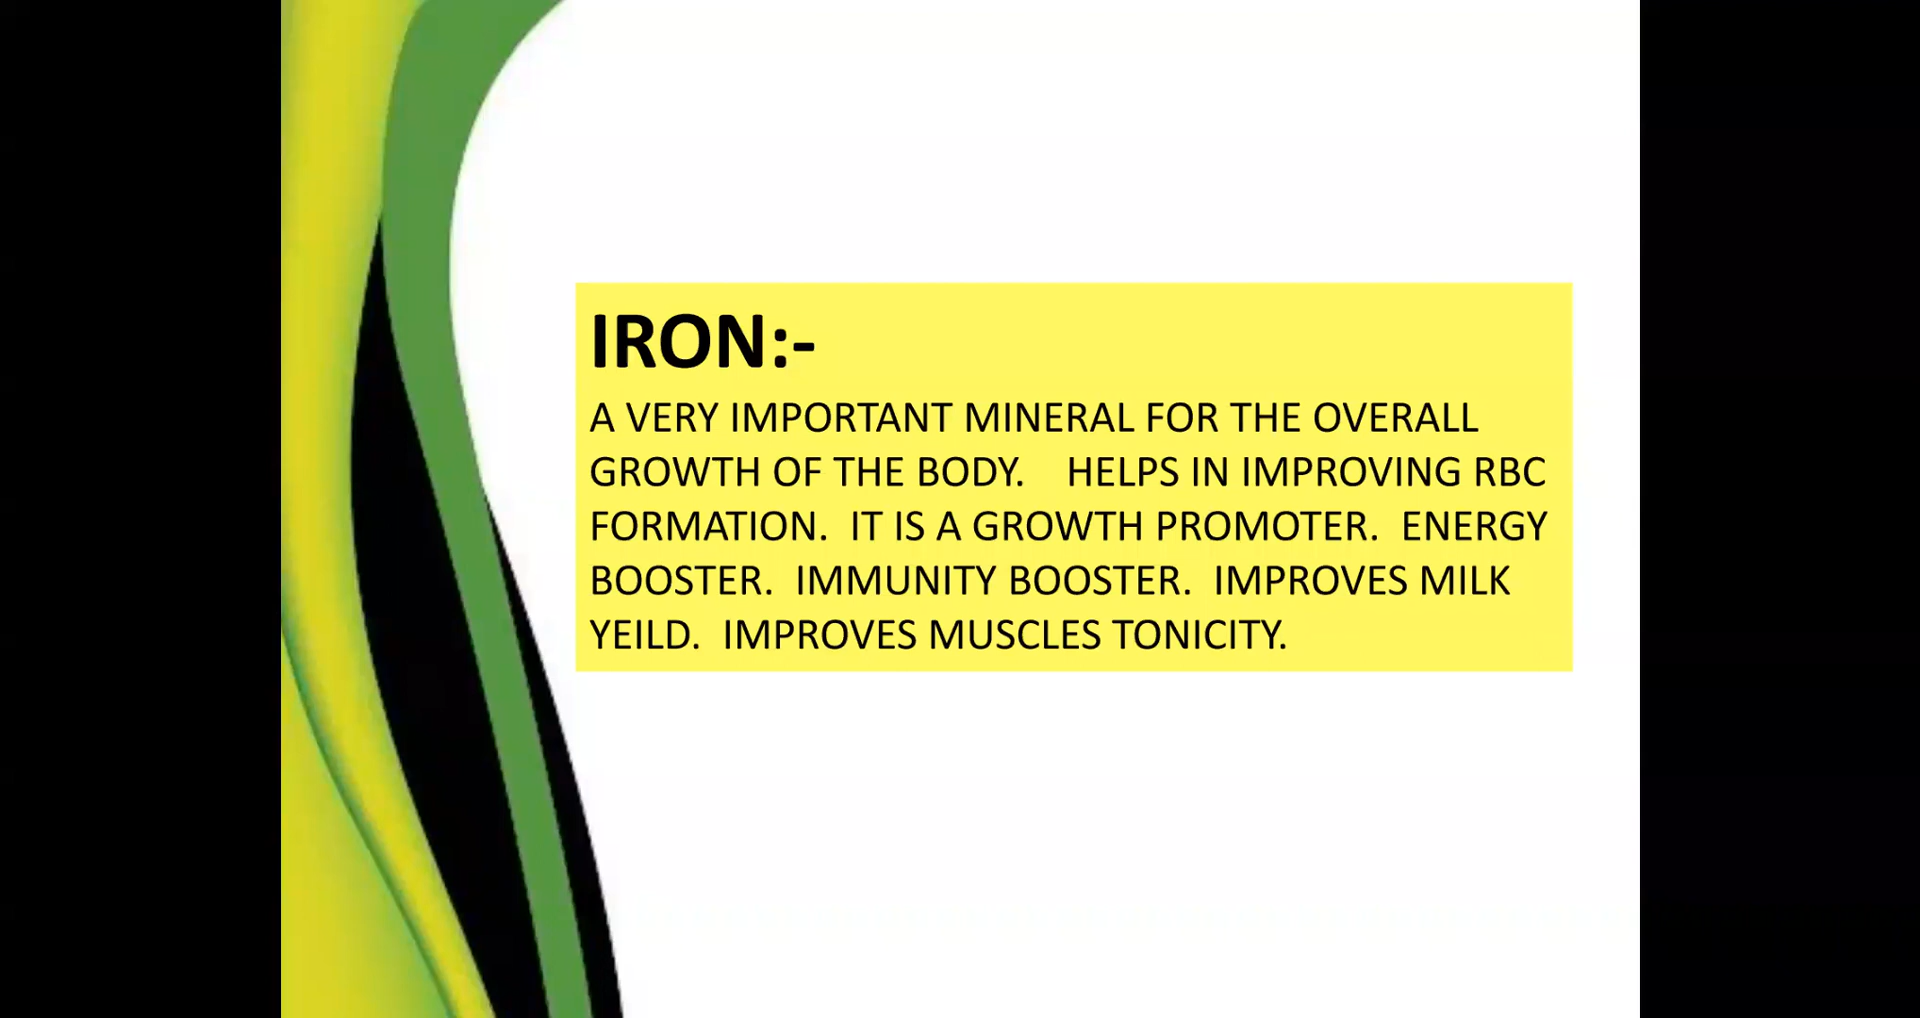 IRON:-
A VERY IMPORTANT MINERAL FOR THE OVERALL
GROWTH OF THE BODY. HELPS IN IMPROVING RBC
FORMATION. IT IS A GROWTH PROMOTER. ENERGY
BOOSTER. IMMUNITY BOOSTER. IMPROVES MILK
YEILD. IMPROVES MUSCLES TONICITY.